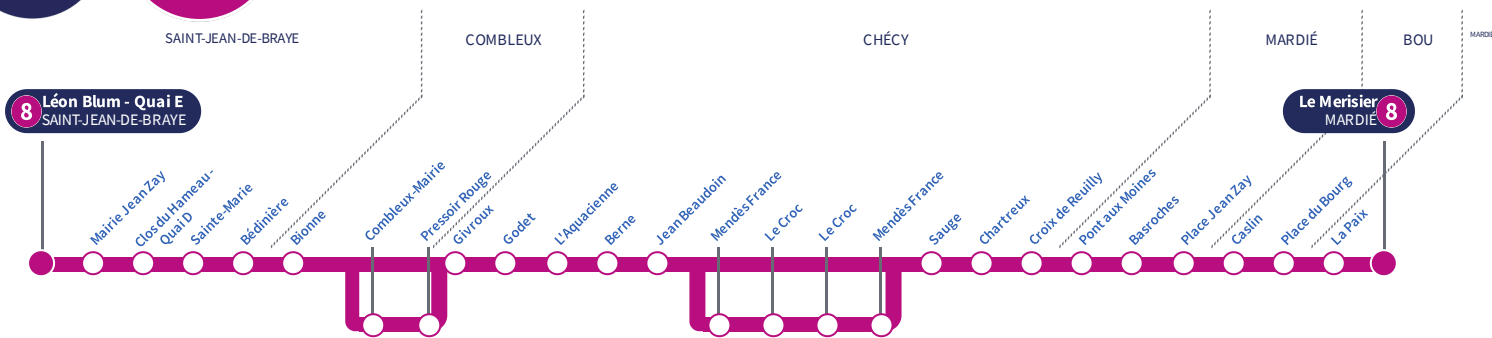 SAINT-JEAN-DE-BRAYE
COMBLEUX
CHÉCY
MARDIÉ
BOU
MARDIÉ
8
Léon Blum - Quai E
SAINT-JEAN-DE-BRAYE
Le Merisier
MARDIÉ
8
Mairie Jean Zay
Clos du Hameau-
Quai D
Sainte-Marie
Bédinière
Bionne
Combleux-Mairie
Pressoir Rouge
Givroux
Godet
L'Aquacienne
Berne
Jean Beaudoin
Mendès France
Le Croc
Le Croc
Mendès France
Sauge
Chartreux
Croix de Reuilly
Pont aux Moines
Basroches
Place Jean Zay
Caslin
Place du Bourg
La Paix